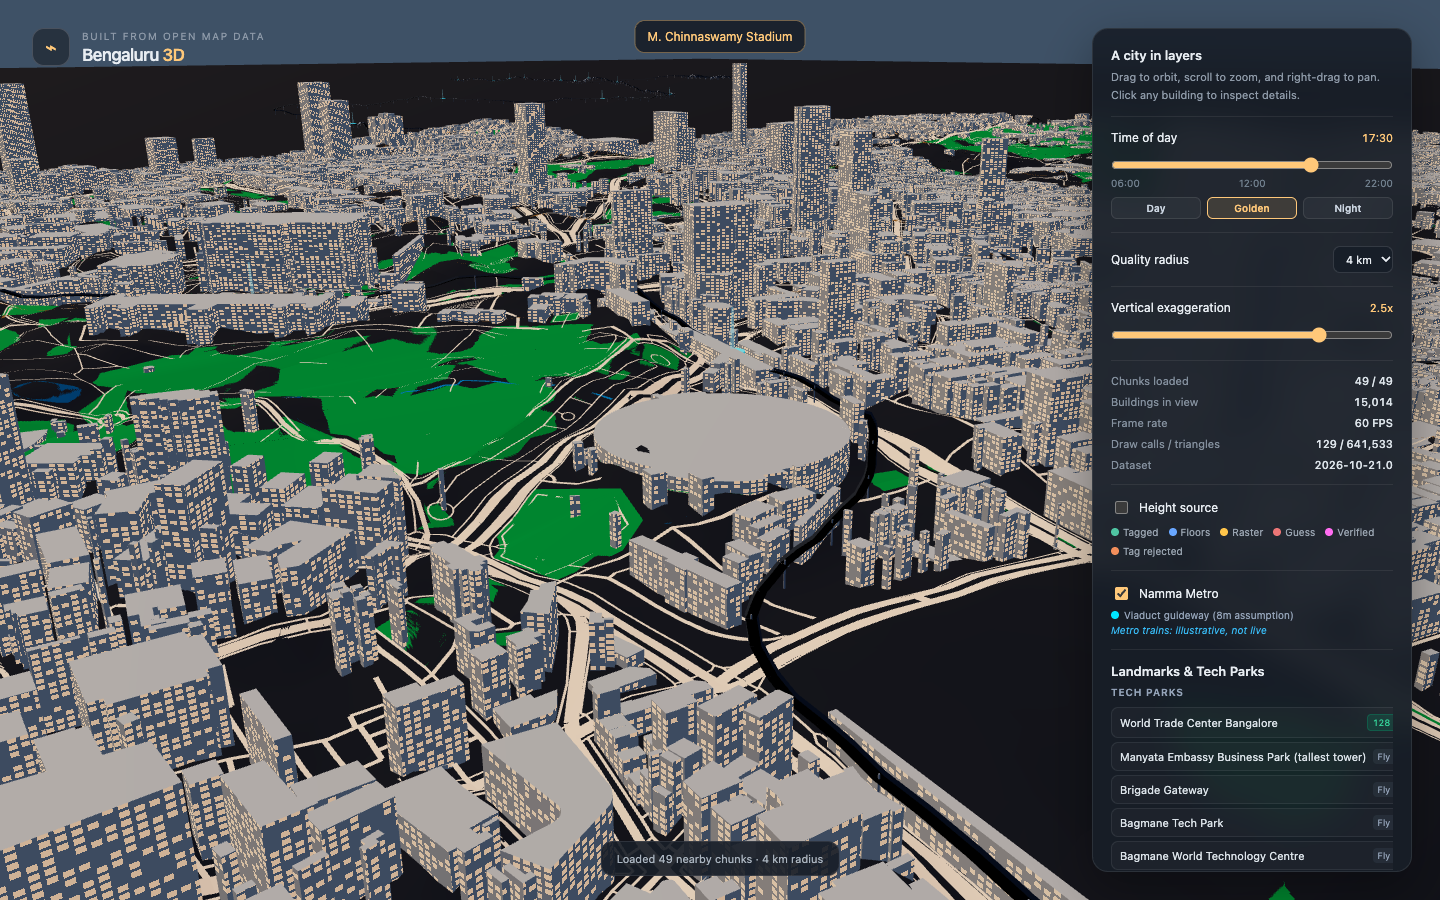 BUILT FROM OPEN MAP DATA
Bengaluru 3D
M. Chinnaswamy Stadium
A city in layers
Drag to orbit, scroll to zoom, and right-drag to pan.
Click any building to inspect details.
Time of day 17:30
06:00 12:00 22:00
Day Golden Night
Quality radius 4 km
Vertical exaggeration 2.5x
Chunks loaded 49 / 49
Buildings in view 15,014
Frame rate 60 FPS
Draw calls / triangles 129 / 641,533
Dataset 2026-10-21.0
Height source
Tagged Floors Raster Guess Verified
Tag rejected
Namma Metro
Viaduct guideway (8m assumption)
Metro trains: illustrative, not live
Landmarks & Tech Parks
TECH PARKS
World Trade Center Bangalore 128
Manyata Embassy Business Park (tallest tower) Fly
Brigade Gateway Fly
Bagmane Tech Park Fly
Bagmane World Technology Centre Fly
Loaded 49 nearby chunks · 4 km radius